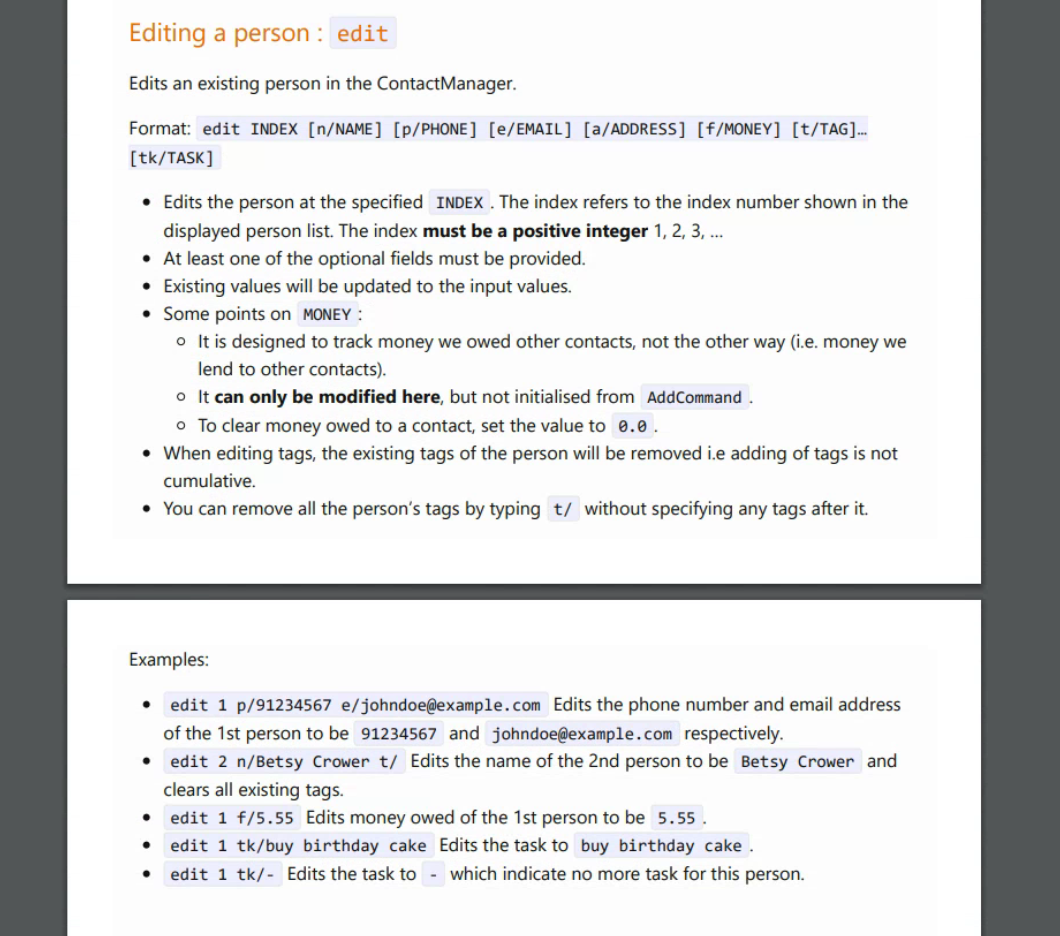 Editing a person : edit
Edits an existing person in the ContactManager.
Format: edit INDEX [n/NAME] [p/PHONE] [e/EMAIL] [a/ADDRESS] [f/MONEY] [t/TAG]…
[tk/TASK]
• Edits the person at the specified INDEX . The index refers to the index number shown in the
displayed person list. The index must be a positive integer 1, 2, 3, …
• At least one of the optional fields must be provided.
• Existing values will be updated to the input values.
• Some points on MONEY :
○ It is designed to track money we owed other contacts, not the other way (i.e. money we
lend to other contacts).
○ It can only be modified here, but not initialised from AddCommand .
○ To clear money owed to a contact, set the value to 0.0 .
• When editing tags, the existing tags of the person will be removed i.e adding of tags is not
cumulative.
• You can remove all the person’s tags by typing t/ without specifying any tags after it.
Examples:
• edit 1 p/91234567 e/johndoe@example.com Edits the phone number and email address
of the 1st person to be 91234567 and johndoe@example.com respectively.
• edit 2 n/Betsy Crower t/ Edits the name of the 2nd person to be Betsy Crower and
clears all existing tags.
• edit 1 f/5.55 Edits money owed of the 1st person to be 5.55 .
• edit 1 tk/buy birthday cake Edits the task to buy birthday cake .
• edit 1 tk/- Edits the task to - which indicate no more task for this person.